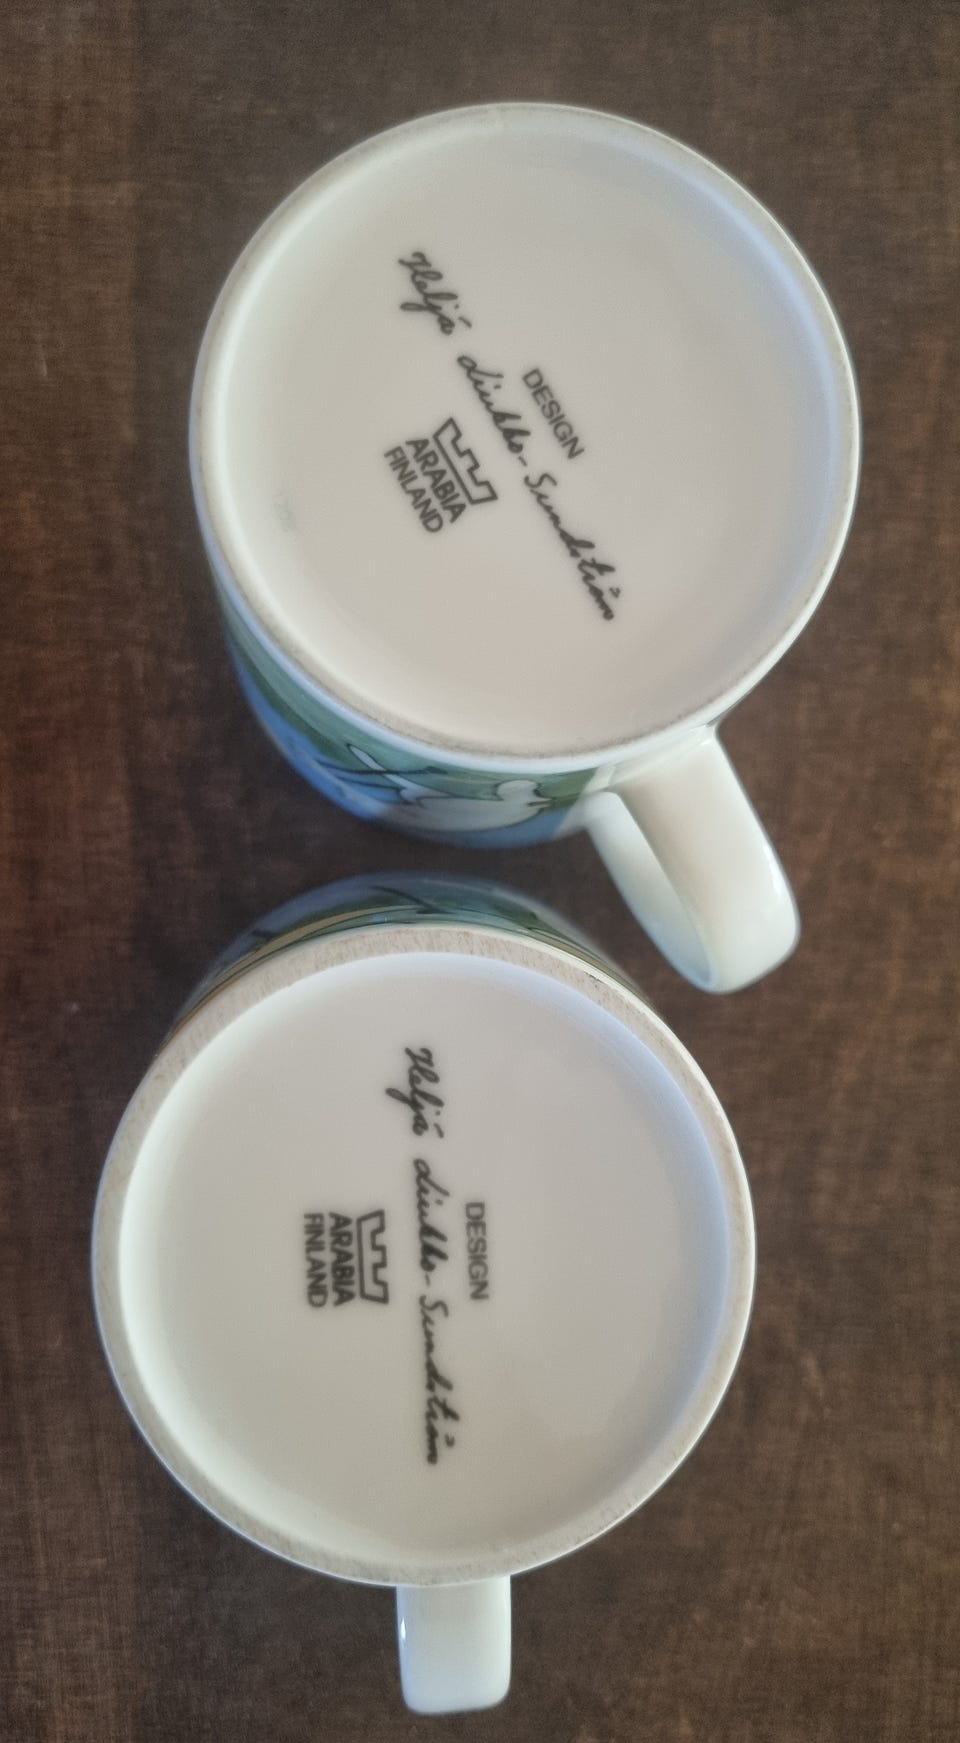 DESIGN
Heljä Liukko-Sundström
ARABIA
FINLAND
DESIGN
Heljä Liukko-Sundström
ARABIA
FINLAND